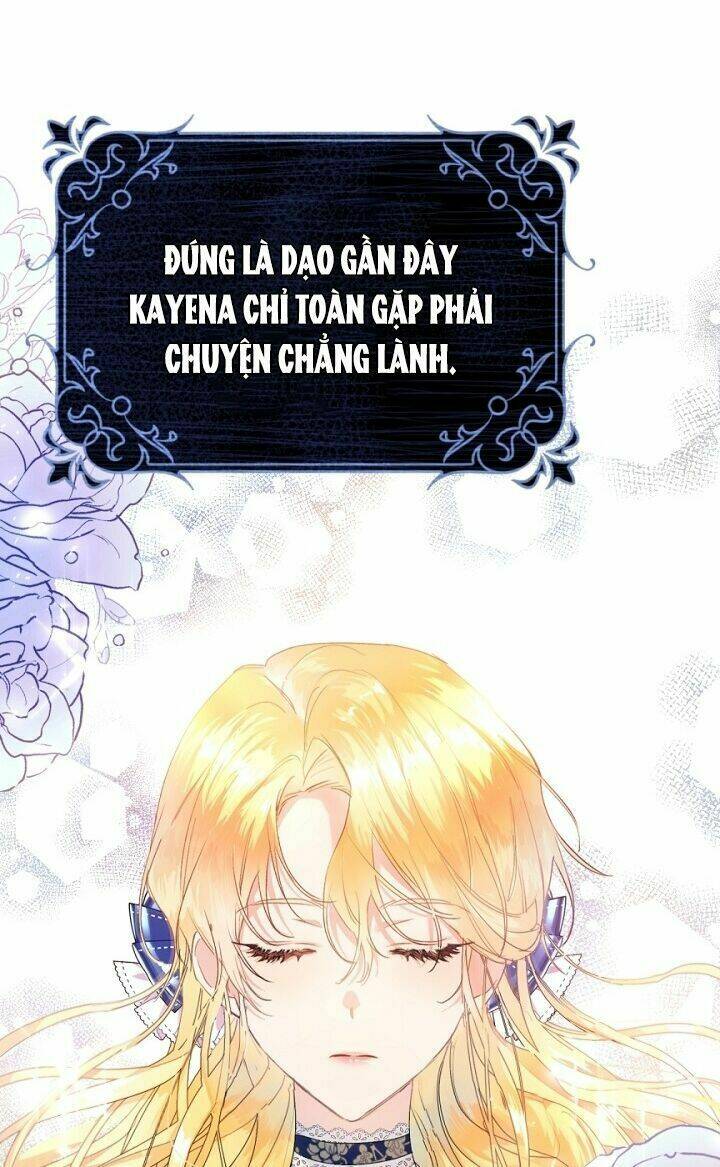 ĐÚNG LÀ DẠO GẦN ĐÂY
KAYENA CHỈ TOÀN GẶP PHẢI
CHUYỆN CHẲNG LÀNH.